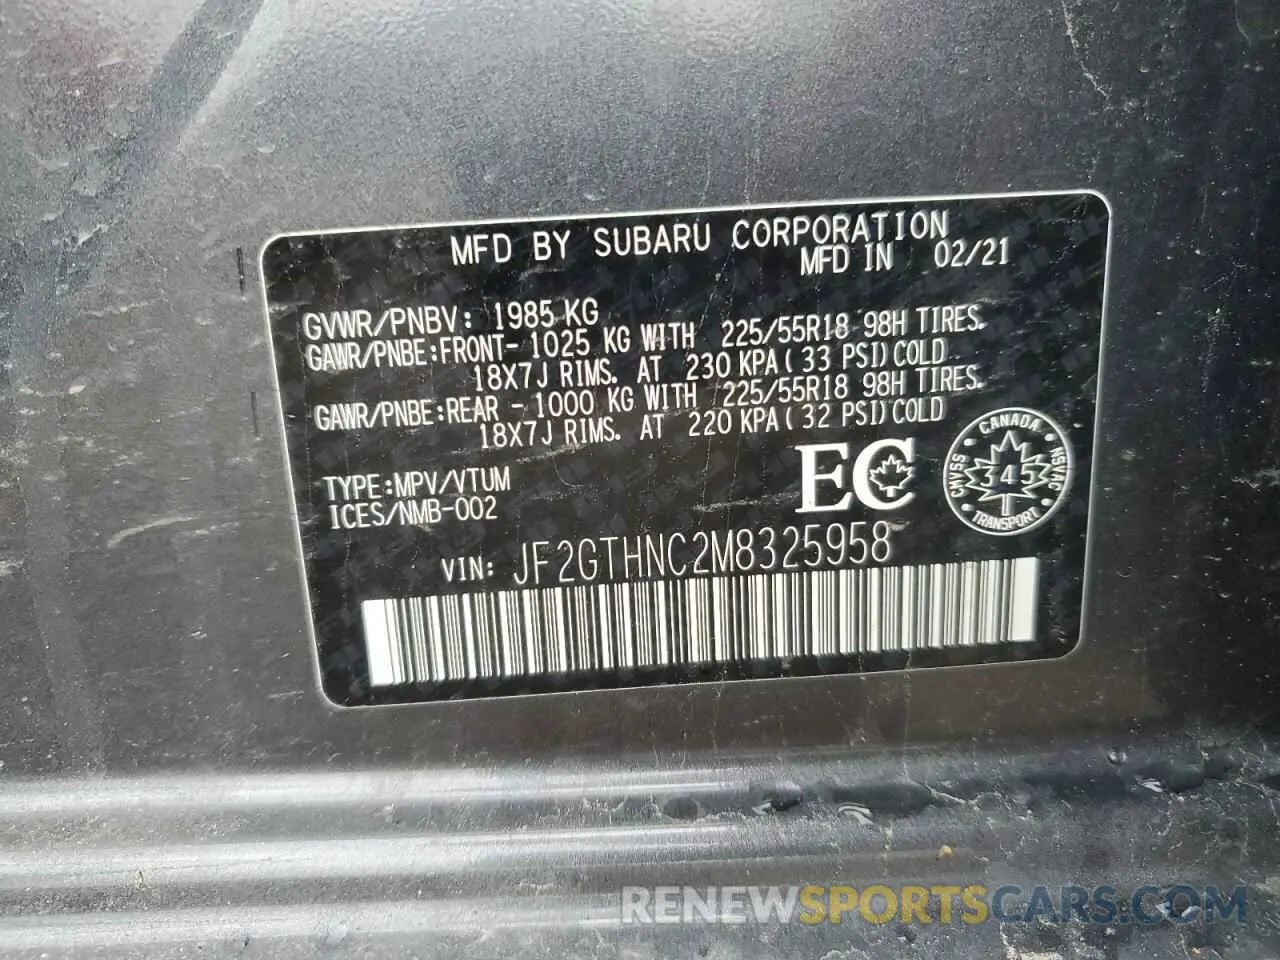 MFD BY SUBARU CORPORATION
MFD IN 02/21
GVWR/PNBV: 1985 KG
GAWR/PNBE:FRONT- 1025 KG WITH 225/55R18 98H TIRES.
18X7J RIMS. AT 230 KPA(33 PSI)COLD
GAWR/PNBE:REAR - 1000 KG WITH 225/55R18 98H TIRES.
18X7J RIMS. AT 220 KPA(32 PSI)COLD
TYPE:MPV/VTUM
ICES/NMB-002
EC
CANADA
CMVSS 345 NSVAC
TRANSPORT
VIN: JF2GTHNC2M8325958
RENEWSPORTSCARS.COM